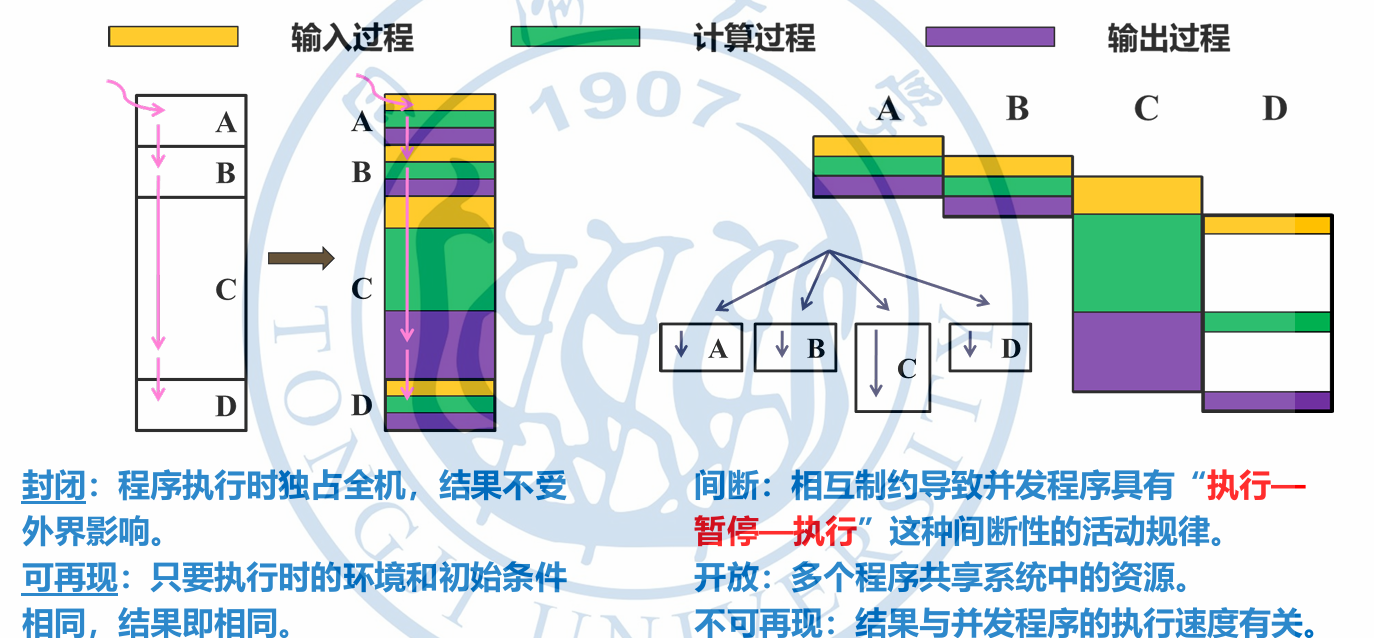 输入过程 计算过程 输出过程
A
B
C
D
A
B
C
D
A B C D
A B C D
封闭：程序执行时独占全机，结果不受
外界影响。
可再现：只要执行时的环境和初始条件
相同，结果即相同。
间断：相互制约导致并发程序具有“执行—
暂停—执行”这种间断性的活动规律。
开放：多个程序共享系统中的资源。
不可再现：结果与并发程序的执行速度有关。
1907
TONGJI UNIVERSITY